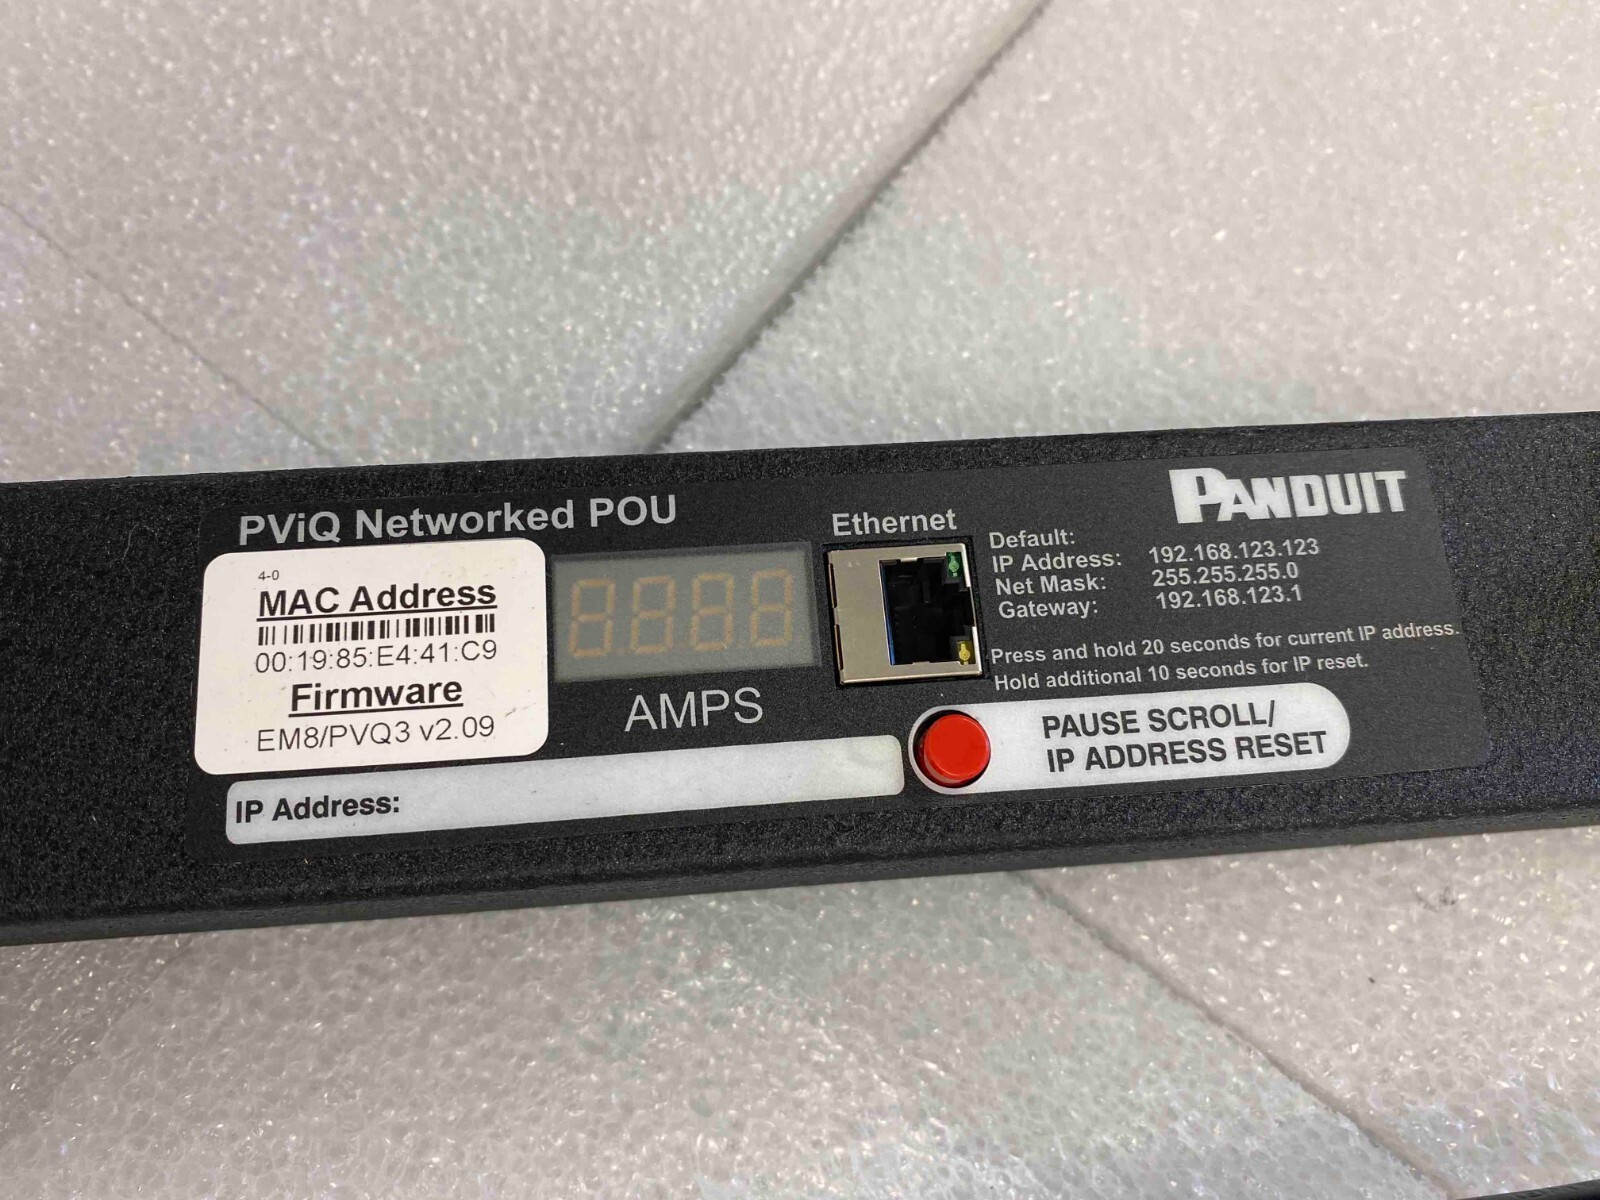 PViQ Networked POU
4-0
MAC Address
00:19:85:E4:41:C9
Firmware
EM8/PVQ3 v2.09
AMPS
IP Address:
Ethernet
PANDUIT
Default:
IP Address: 192.168.123.123
Net Mask: 255.255.255.0
Gateway: 192.168.123.1
Press and hold 20 seconds for current IP address.
Hold additional 10 seconds for IP reset.
PAUSE SCROLL/
IP ADDRESS RESET